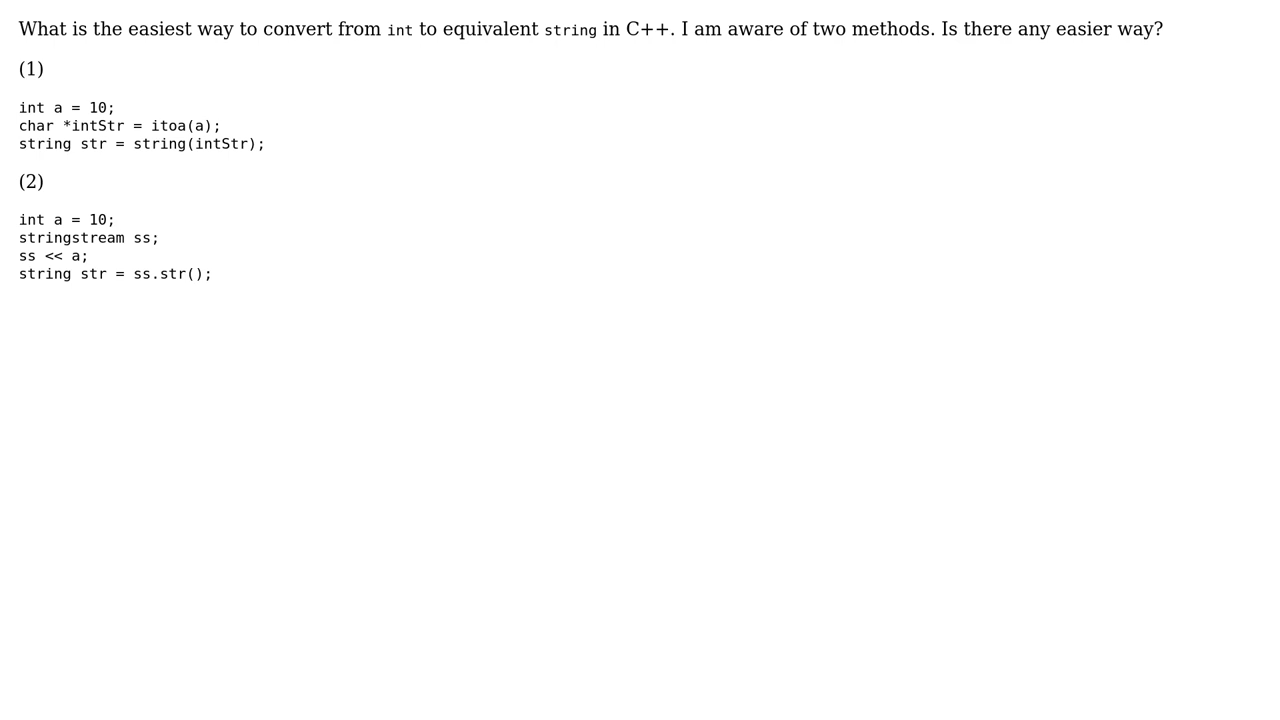 What is the easiest way to convert from int to equivalent string in C++. I am aware of two methods. Is there any easier way?
(1)
int a = 10;
char *intStr = itoa(a);
string str = string(intStr);
(2)
int a = 10;
stringstream ss;
ss << a;
string str = ss.str();